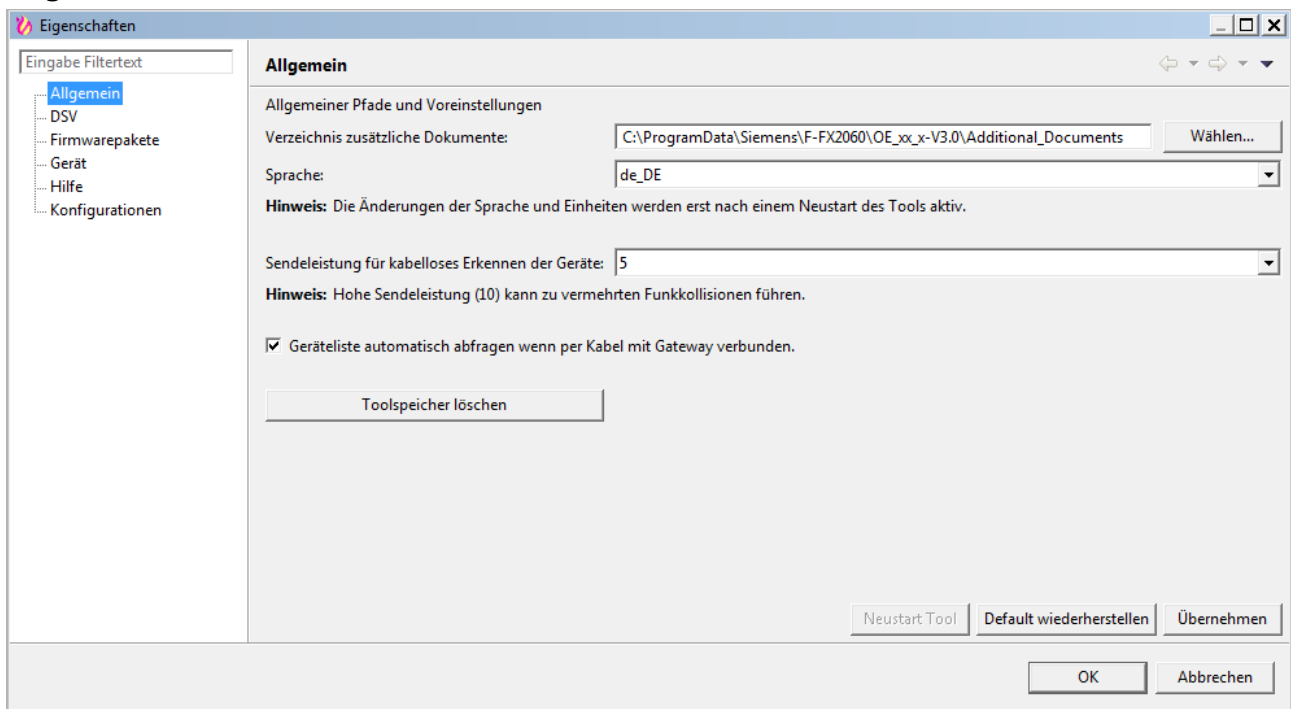 Eigenschaften
Eingabe Filtertext
Allgemein
DSV
Firmwarepakete
Gerät
Hilfe
Konfigurationen
Allgemein
Allgemeiner Pfade und Voreinstellungen
Verzeichnis zusätzliche Dokumente: C:\ProgramData\Siemens\F-FX2060\OE_xx_x-V3.0\Additional_Documents Wählen...
Sprache: de_DE
Hinweis: Die Änderungen der Sprache und Einheiten werden erst nach einem Neustart des Tools aktiv.
Sendeleistung für kabelloses Erkennen der Geräte: 5
Hinweis: Hohe Sendeleistung (10) kann zu vermehrten Funkkollisionen führen.
Geräteliste automatisch abfragen wenn per Kabel mit Gateway verbunden.
Toolspeicher löschen
Neustart Tool Default wiederherstellen Übernehmen
OK Abbrechen